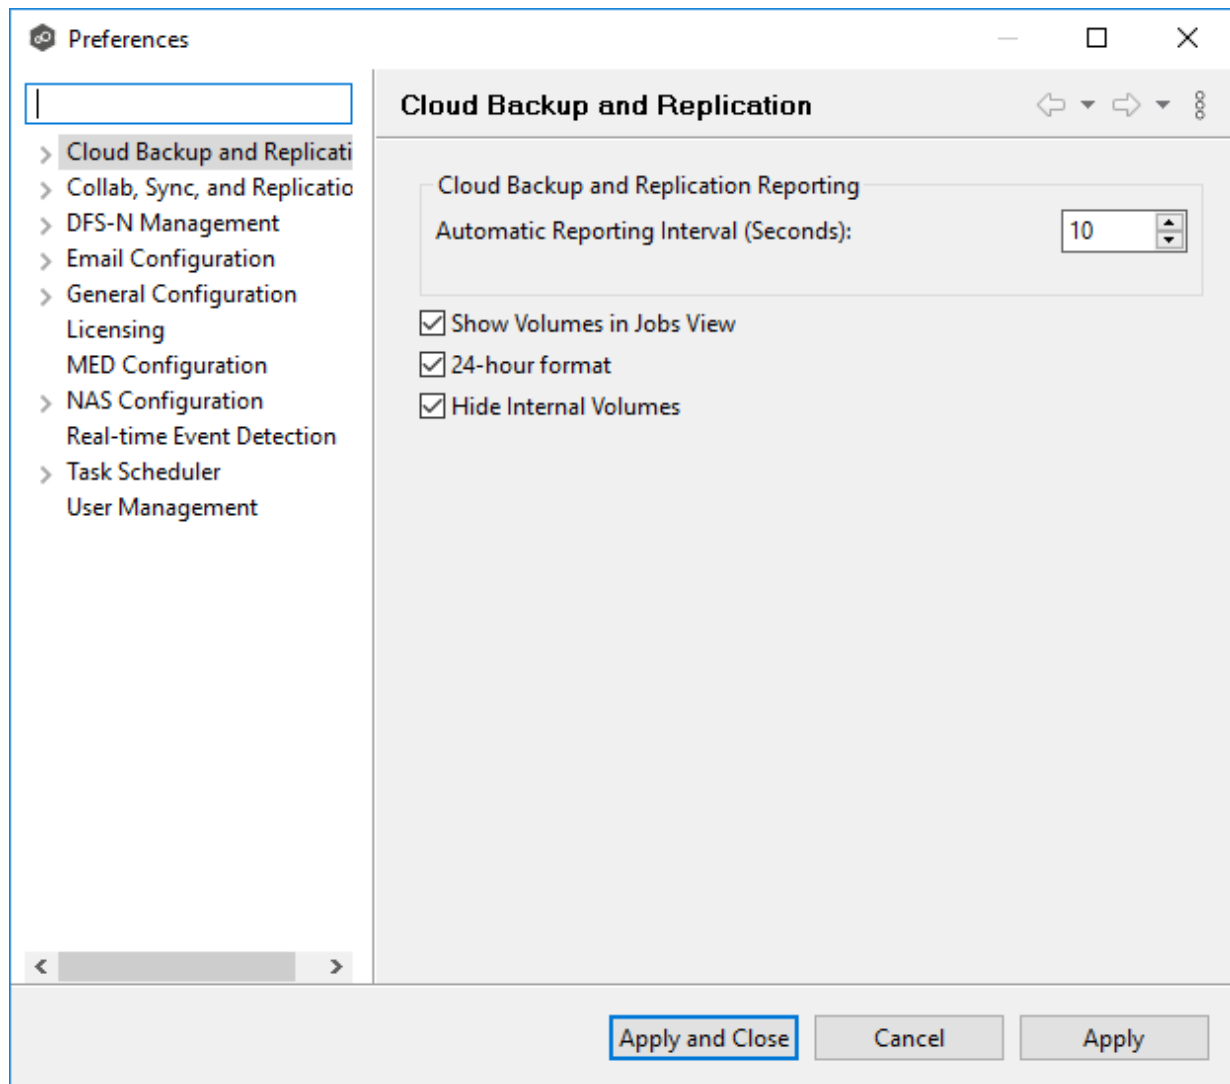 Preferences
Cloud Backup and Replicati
Collab, Sync, and Replicatio
DFS-N Management
Email Configuration
General Configuration
Licensing
MED Configuration
NAS Configuration
Real-time Event Detection
Task Scheduler
User Management
Cloud Backup and Replication
Cloud Backup and Replication Reporting
Automatic Reporting Interval (Seconds): 10
Show Volumes in Jobs View
24-hour format
Hide Internal Volumes
Apply and Close Cancel Apply